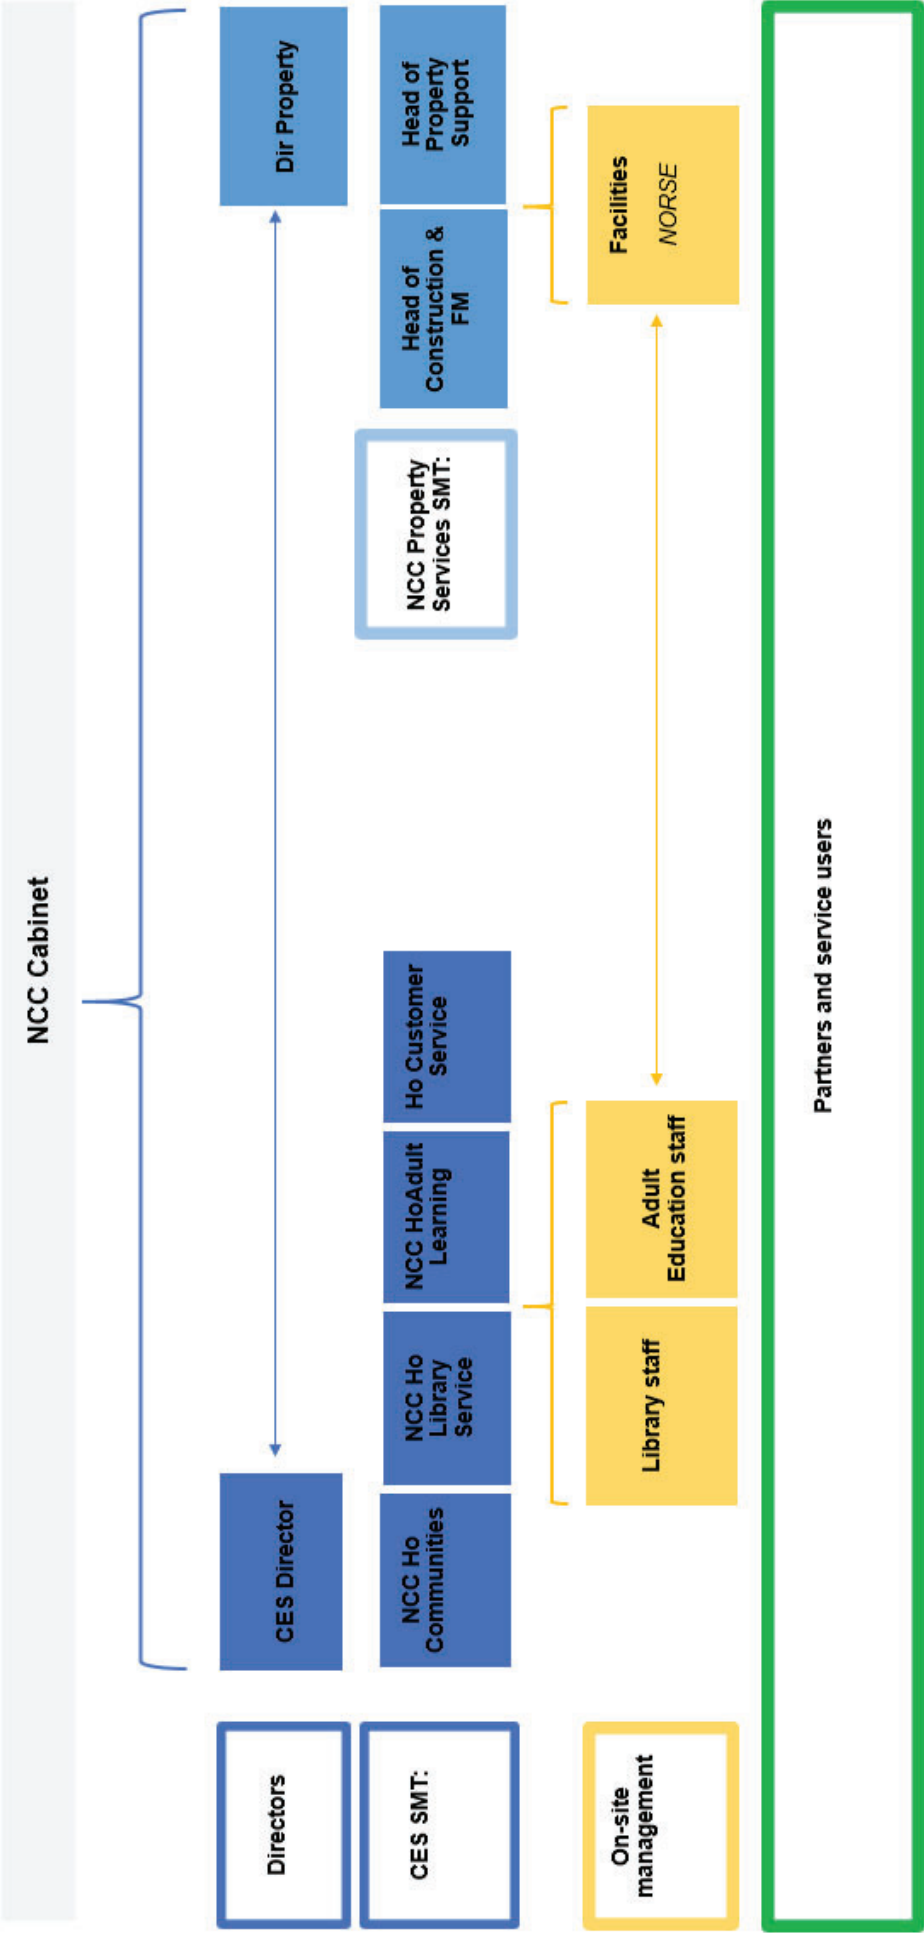 NCC Cabinet
Directors
CES Director
Dir Property
CES SMT:
NCC Ho
Communities
NCC Ho
Library
Service
NCC HoAdult
Learning
Ho Customer
Service
NCC Property
Services SMT:
Head of
Construction &
FM
Head of
Property
Support
On-site
management
Library staff
Adult
Education staff
Facilities
NORSE
Partners and service users